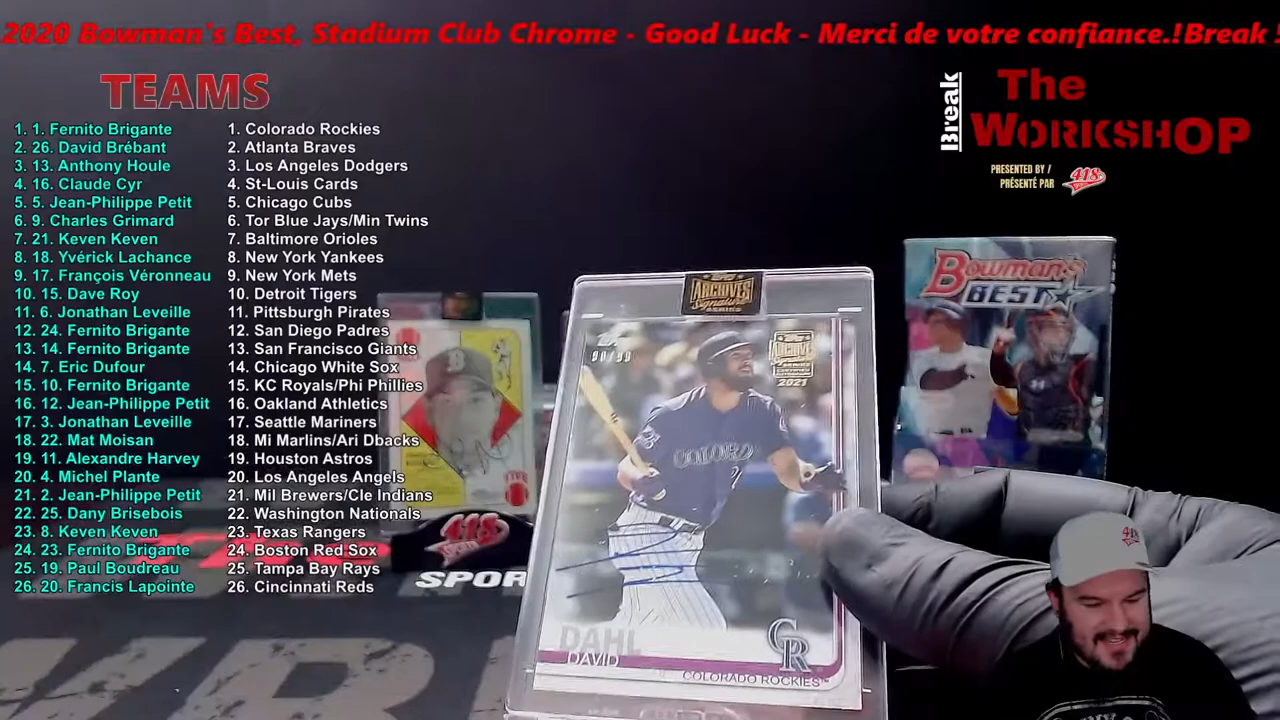 2020 Bowman's Best, Stadium Club Chrome - Good Luck - Merci de votre confiance.!Break !
TEAMS
1. 1. Fernito Brigante
2. 26. David Brébant
3. 13. Anthony Houle
4. 16. Claude Cyr
5. 5. Jean-Philippe Petit
6. 9. Charles Grimard
7. 21. Keven Keven
8. 18. Yvérick Lachance
9. 17. François Véronneau
10. 15. Dave Roy
11. 6. Jonathan Leveille
12. 24. Fernito Brigante
13. 14. Fernito Brigante
14. 7. Eric Dufour
15. 10. Fernito Brigante
16. 12. Jean-Philippe Petit
17. 3. Jonathan Leveille
18. 22. Mat Moisan
19. 11. Alexandre Harvey
20. 4. Michel Plante
21. 2. Jean-Philippe Petit
22. 25. Dany Brisebois
23. 8. Keven Keven
24. 23. Fernito Brigante
25. 19. Paul Boudreau
26. 20. Francis Lapointe
1. Colorado Rockies
2. Atlanta Braves
3. Los Angeles Dodgers
4. St-Louis Cards
5. Chicago Cubs
6. Tor Blue Jays/Min Twins
7. Baltimore Orioles
8. New York Yankees
9. New York Mets
10. Detroit Tigers
11. Pittsburgh Pirates
12. San Diego Padres
13. San Francisco Giants
14. Chicago White Sox
15. KC Royals/Phi Phillies
16. Oakland Athletics
17. Seattle Mariners
18. Mi Marlins/Ari Dbacks
19. Houston Astros
20. Los Angeles Angels
21. Mil Brewers/Cle Indians
22. Washington Nationals
23. Texas Rangers
24. Boston Red Sox
25. Tampa Bay Rays
26. Cincinnati Reds
Break
The
WORKSHOP
PRESENTED BY /
PRÉSENTÉ PAR
418
Bowman's
BEST
TOPPS
ARCHIVES
Signature
SERIES
ARCHIVES
2021
COLORADO
DAHL
DAVID
CR
COLORADO ROCKIES
B
418
SPOR
418